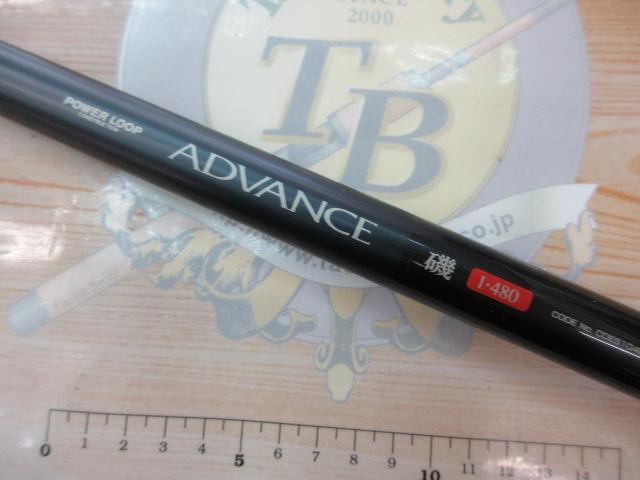 SINCE
2000
TB
POWER LOOP
CONSTRUCTION
ADVANCE
磯
1-480
CODE No.
co.jp
0 1 2 3 4 5 6 7 8 9 10 11 12 13 14